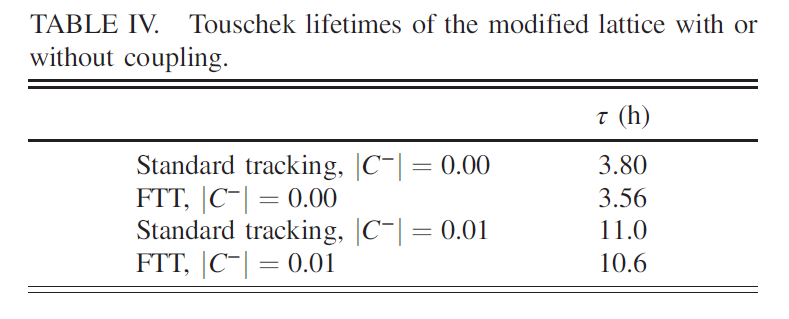 TABLE IV. Touschek lifetimes of the modified lattice with or
without coupling.
τ (h)
Standard tracking, |C⁻| = 0.00 3.80
FTT, |C⁻| = 0.00 3.56
Standard tracking, |C⁻| = 0.01 11.0
FTT, |C⁻| = 0.01 10.6